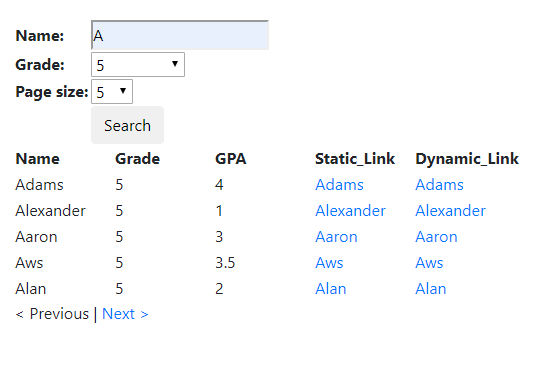 Name: A
Grade: 5
Page size: 5
Search
Name Grade GPA Static_Link Dynamic_Link
Adams 5 4 Adams Adams
Alexander 5 1 Alexander Alexander
Aaron 5 3 Aaron Aaron
Aws 5 3.5 Aws Aws
Alan 5 2 Alan Alan
< Previous | Next >